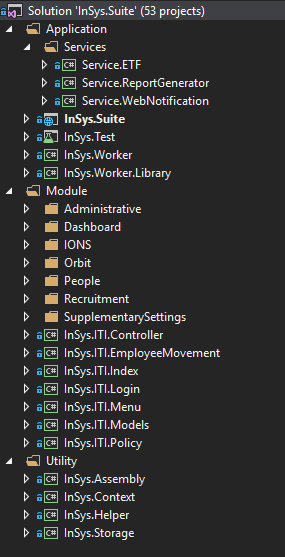 Solution 'InSys.Suite' (53 projects)
Application
Services
Service.ETF
Service.ReportGenerator
Service.WebNotification
InSys.Suite
InSys.Test
InSys.Worker
InSys.Worker.Library
Module
Administrative
Dashboard
IONS
Orbit
People
Recruitment
SupplementarySettings
InSys.ITI.Controller
InSys.ITI.EmployeeMovement
InSys.ITI.Index
InSys.ITI.Login
InSys.ITI.Menu
InSys.ITI.Models
InSys.ITI.Policy
Utility
InSys.Assembly
InSys.Context
InSys.Helper
InSys.Storage